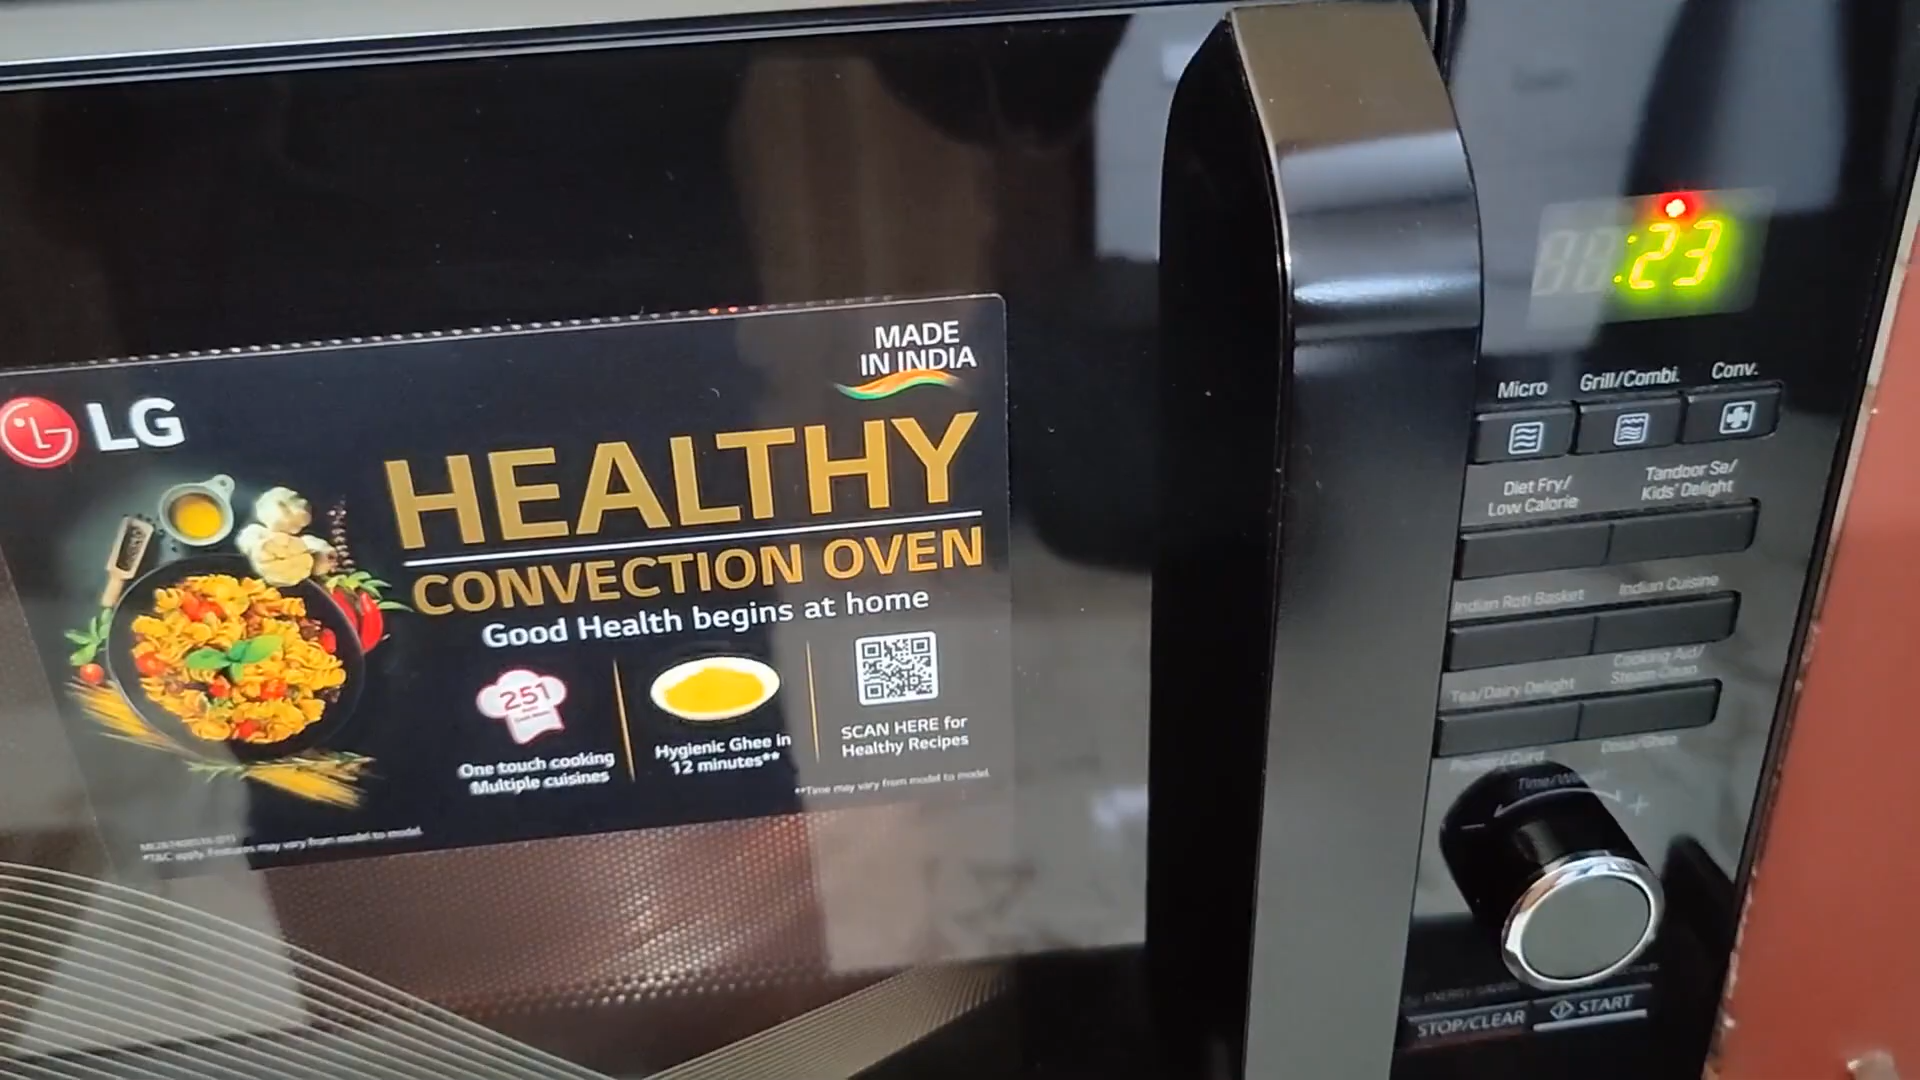 LG
MADE
IN INDIA
HEALTHY
CONVECTION OVEN
Good Health begins at home
251
One touch cooking
Multiple cuisines
Hygienic Ghee in
12 minutes**
SCAN HERE for
Healthy Recipes
**Time may vary from model to model
*T&C apply. Features may vary from model to model.
:23
Micro
Grill/Combi.
Conv.
Diet Fry/
Low Calorie
Tandoor Se/
Kids' Delight
Indian Roti Basket
Indian Cuisine
Tea/Dairy Delight
Cooking Aid/
Steam Clean
Dosa/Ghee
- +
STOP/CLEAR
START